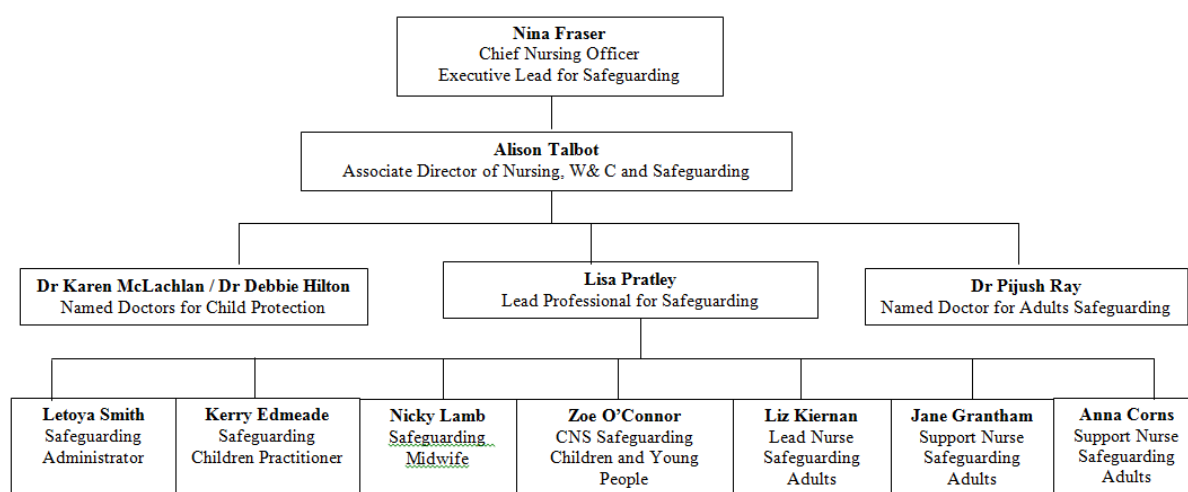 Nina Fraser
Chief Nursing Officer
Executive Lead for Safeguarding
Alison Talbot
Associate Director of Nursing, W& C and Safeguarding
Dr Karen McLachlan / Dr Debbie Hilton
Named Doctors for Child Protection
Lisa Pratley
Lead Professional for Safeguarding
Dr Pijush Ray
Named Doctor for Adults Safeguarding
Letoya Smith
Safeguarding
Administrator
Kerry Edmeade
Safeguarding
Children Practitioner
Nicky Lamb
Safeguarding
Midwife
Zoe O’Connor
CNS Safeguarding
Children and Young
People
Liz Kiernan
Lead Nurse
Safeguarding
Adults
Jane Grantham
Support Nurse
Safeguarding
Adults
Anna Corns
Support Nurse
Safeguarding
Adults